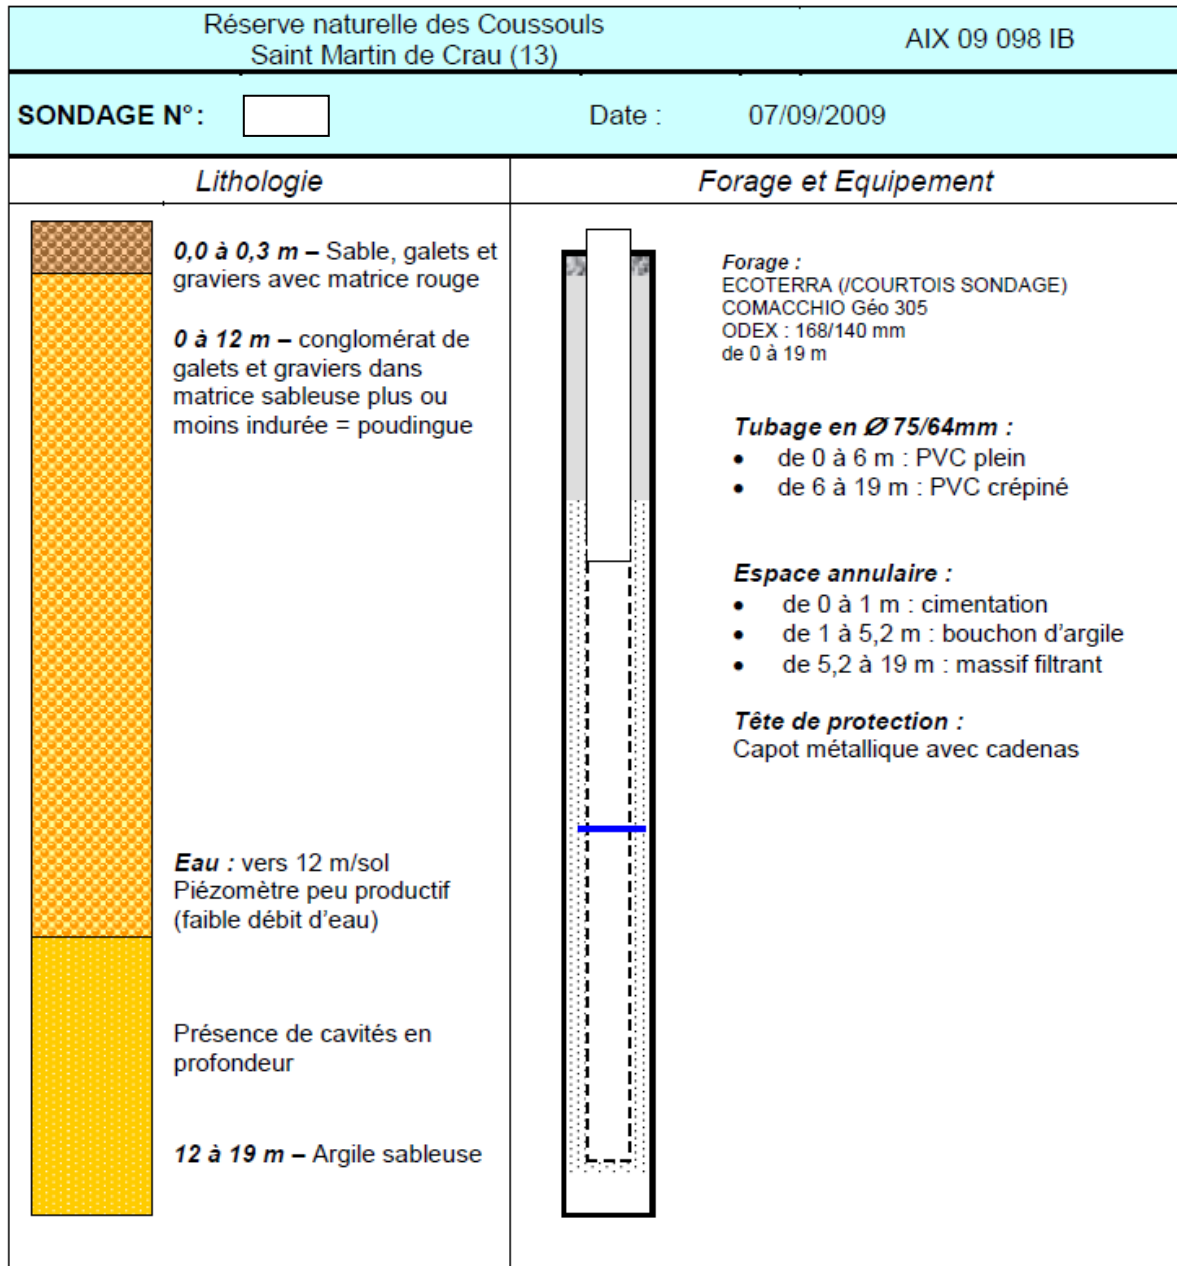 Réserve naturelle des Coussouls
Saint Martin de Crau (13)
AIX 09 098 IB
SONDAGE N°:
Date : 07/09/2009
Lithologie
Forage et Equipement
0,0 à 0,3 m – Sable, galets et
graviers avec matrice rouge
0 à 12 m – conglomérat de
galets et graviers dans
matrice sableuse plus ou
moins indurée = poudingue
Eau : vers 12 m/sol
Piézomètre peu productif
(faible débit d'eau)
Présence de cavités en
profondeur
12 à 19 m – Argile sableuse
Forage :
ECOTERRA (/COURTOIS SONDAGE)
COMACCHIO Géo 305
ODEX : 168/140 mm
de 0 à 19 m
Tubage en Ø 75/64mm :
• de 0 à 6 m : PVC plein
• de 6 à 19 m : PVC crépiné
Espace annulaire :
• de 0 à 1 m : cimentation
• de 1 à 5,2 m : bouchon d'argile
• de 5,2 à 19 m : massif filtrant
Tête de protection :
Capot métallique avec cadenas